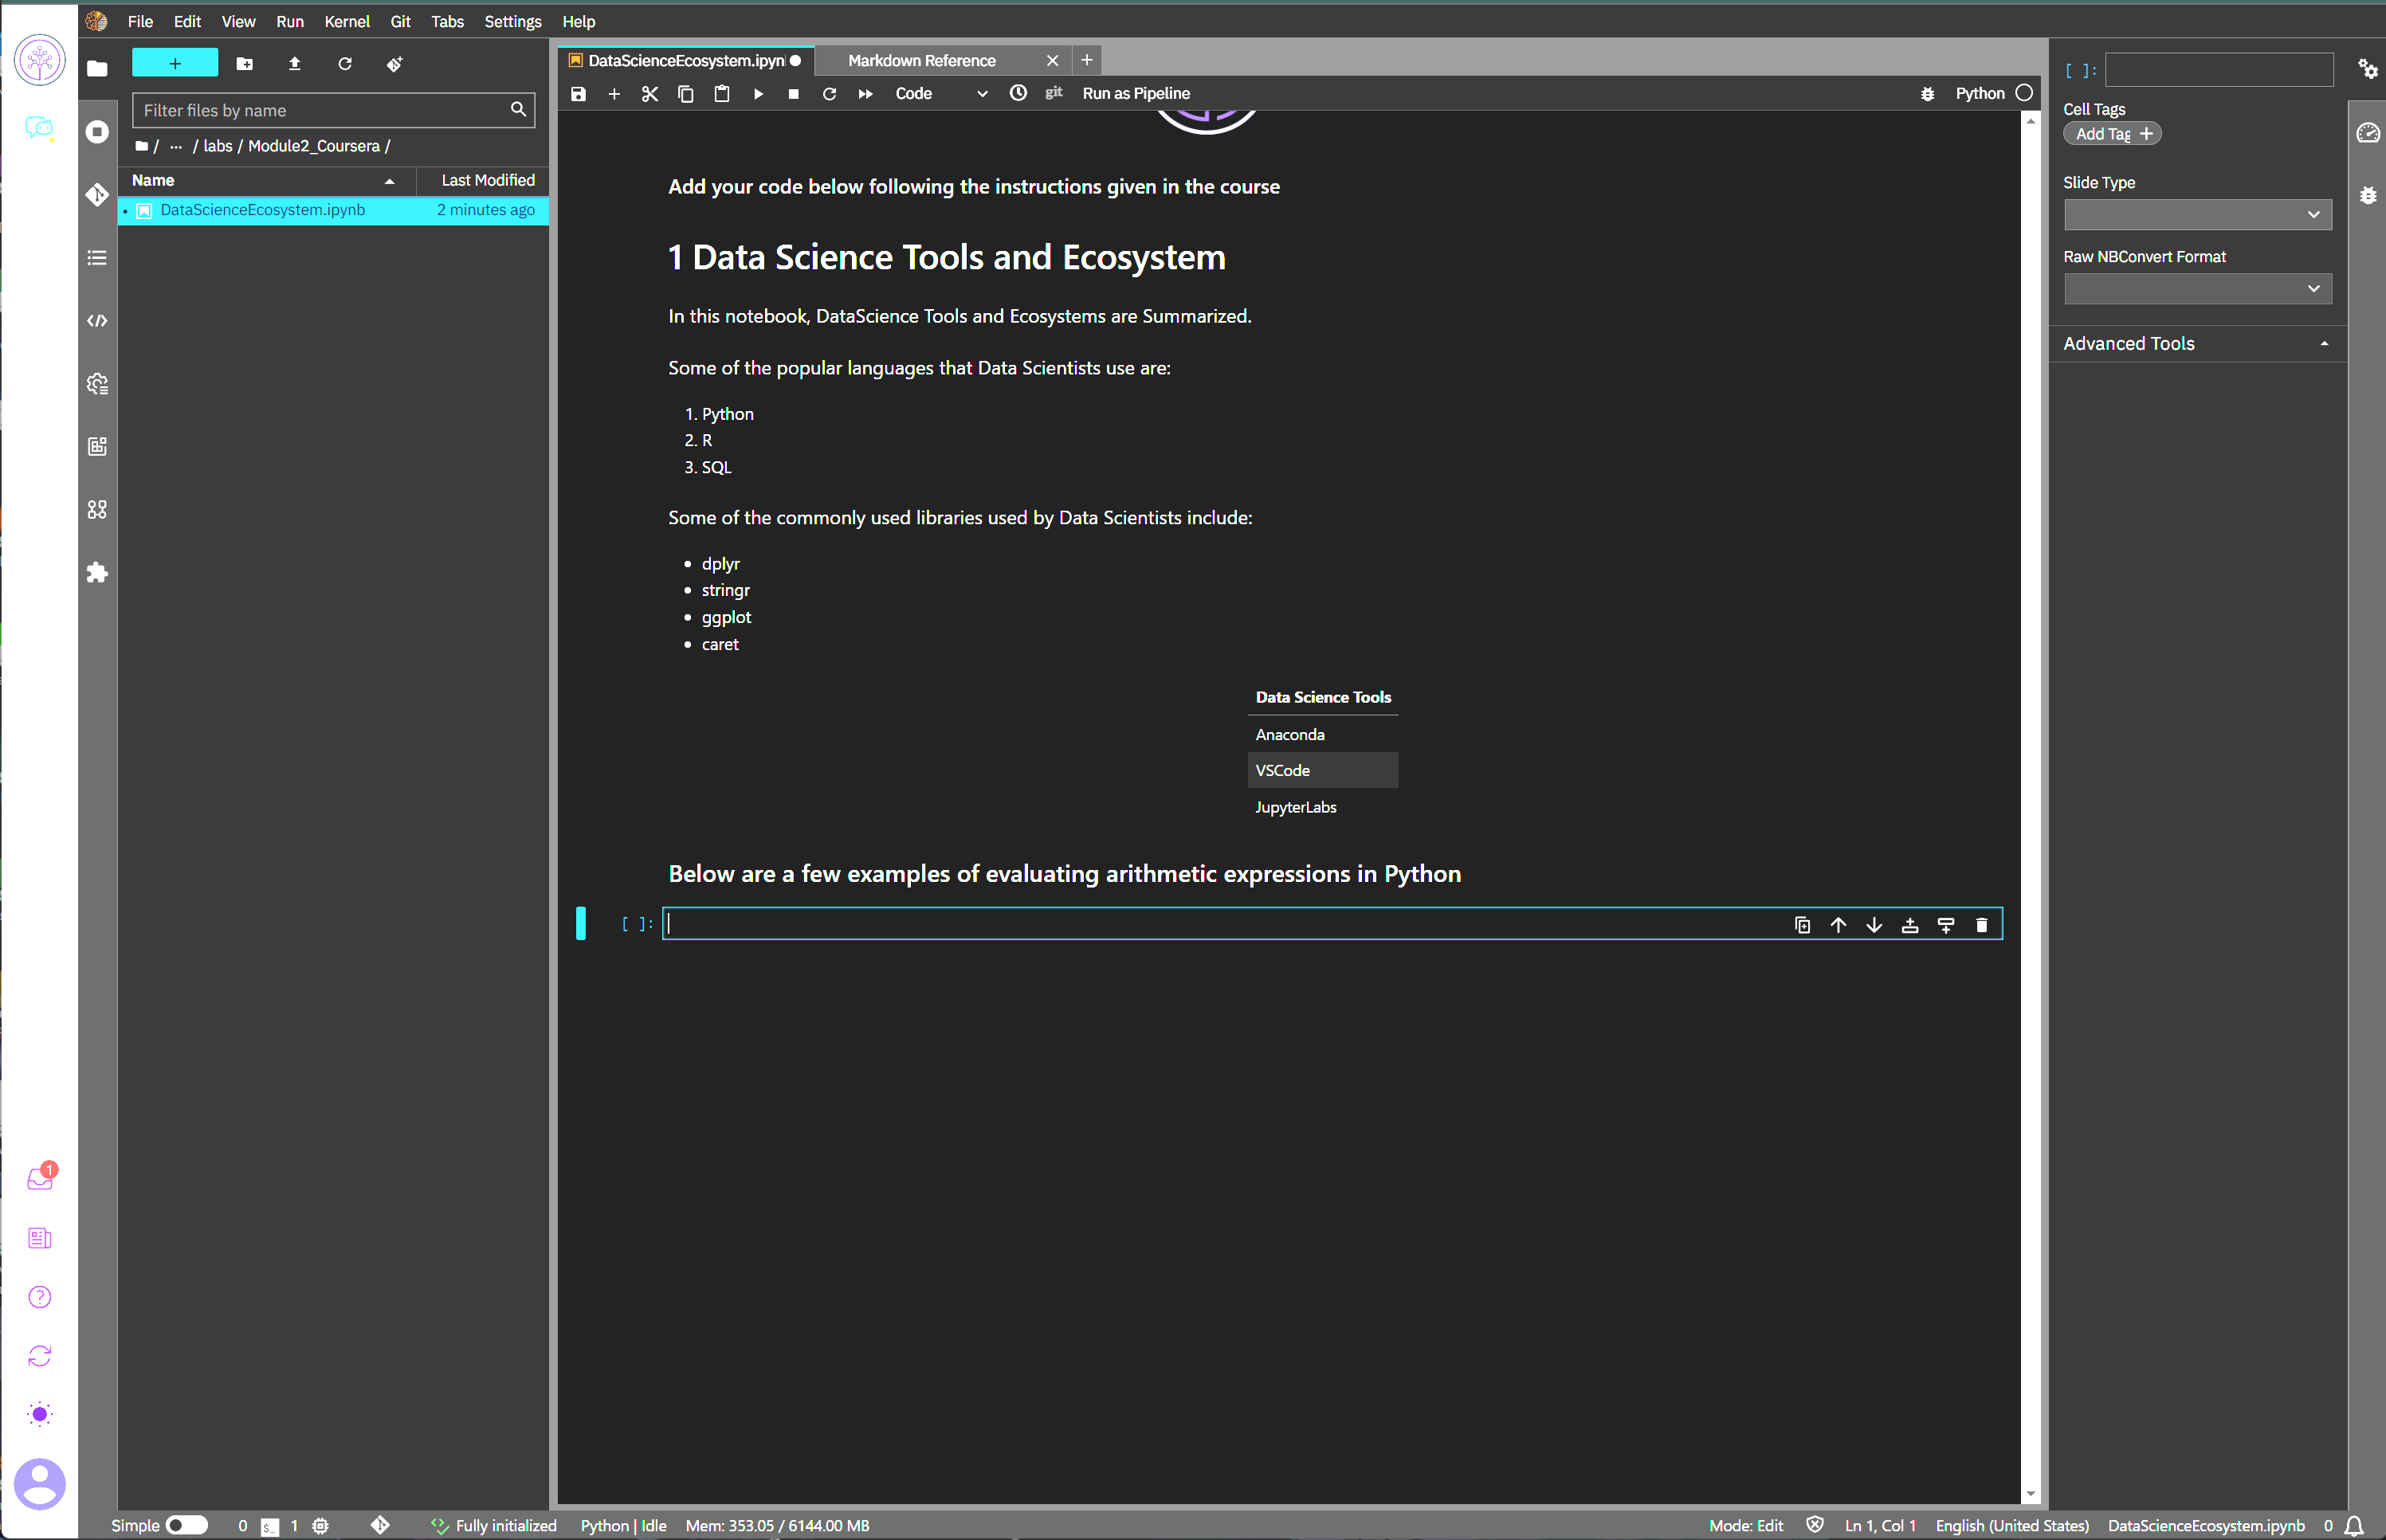 File Edit View Run Kernel Git Tabs Settings Help
+
Filter files by name
/ ... / labs / Module2_Coursera /
Name Last Modified
DataScienceEcosystem.ipynb 2 minutes ago
DataScienceEcosystem.ipyn Markdown Reference
Code git Run as Pipeline Python
Add your code below following the instructions given in the course
1 Data Science Tools and Ecosystem
In this notebook, DataScience Tools and Ecosystems are Summarized.
Some of the popular languages that Data Scientists use are:
1. Python
2. R
3. SQL
Some of the commonly used libraries used by Data Scientists include:
• dplyr
• stringr
• ggplot
• caret
Data Science Tools
Anaconda
VSCode
JupyterLabs
Below are a few examples of evaluating arithmetic expressions in Python
[ ]:
[ ]:
Cell Tags
Add Tag +
Slide Type
Raw NBConvert Format
Advanced Tools
1
Simple 0 $_ 1 Fully initialized Python | Idle Mem: 353.05 / 6144.00 MB Mode: Edit Ln 1, Col 1 English (United States) DataScienceEcosystem.ipynb 0